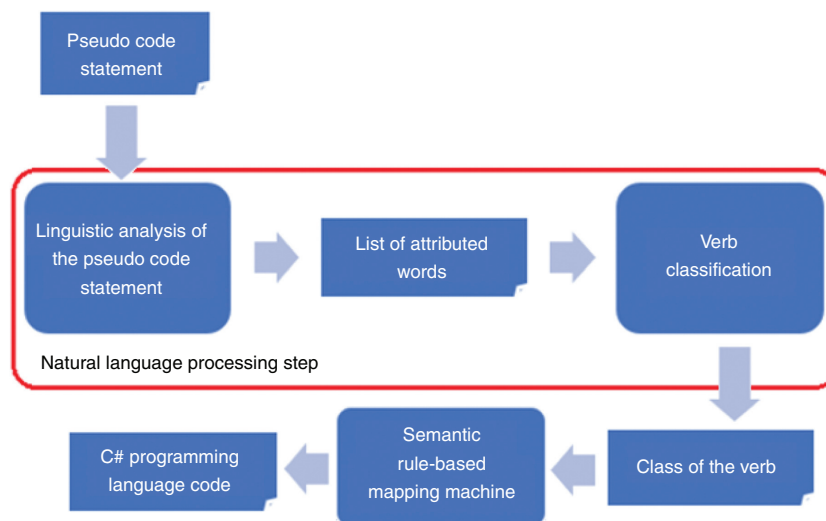 Pseudo code
statement
Linguistic analysis of
the pseudo code
statement
List of attributed
words
Verb
classification
Natural language processing step
C# programming
language code
Semantic
rule-based
mapping machine
Class of the verb